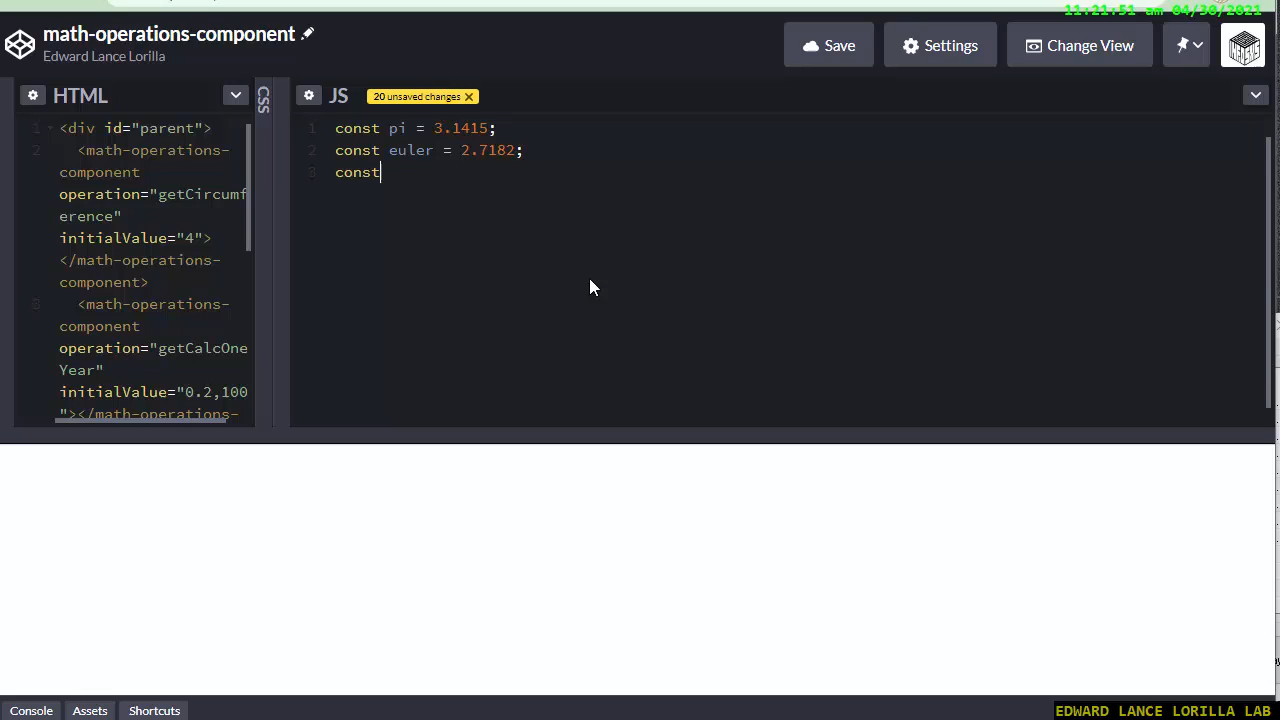 11:21:51 am 04/30/2021
math-operations-component
Edward Lance Lorilla
Save
Settings
Change View
HTML
CSS
JS
20 unsaved changes
1 <div id="parent">
2 <math-operations-
component
operation="getCircumf
erence"
initialValue="4">
</math-operations-
component>
<math-operations-
component
operation="getCalcOne
Year"
initialValue="0.2,100
"></math-operations-
1 const pi = 3.1415;
2 const euler = 2.7182;
3 const
Console
Assets
Shortcuts
EDWARD LANCE LORILLA LAB